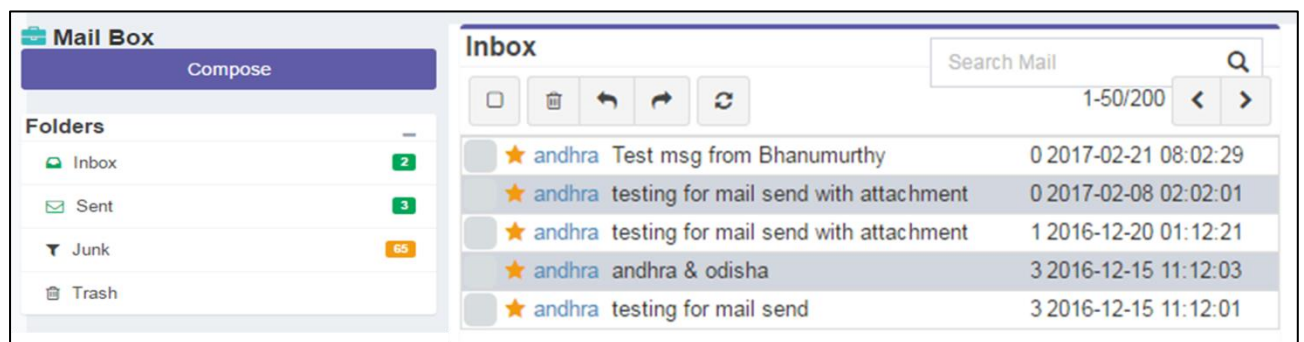 Mail Box
Compose
Folders
Inbox 2
Sent 3
Junk 65
Trash
Inbox
Search Mail
1-50/200
andhra Test msg from Bhanumurthy 0 2017-02-21 08:02:29
andhra testing for mail send with attachment 0 2017-02-08 02:02:01
andhra testing for mail send with attachment 1 2016-12-20 01:12:21
andhra andhra & odisha 3 2016-12-15 11:12:03
andhra testing for mail send 3 2016-12-15 11:12:01